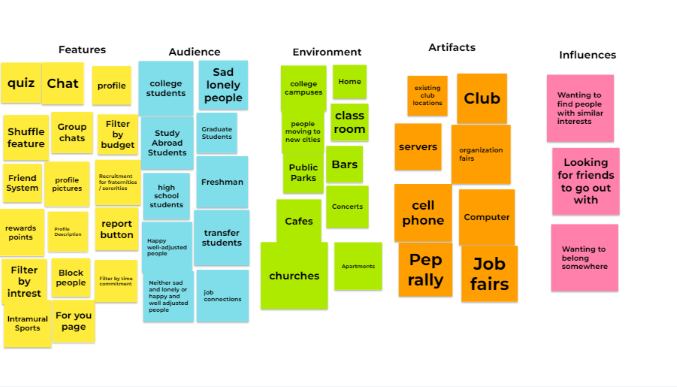 Features
quiz
Chat
profile
Shuffle
feature
Group
chats
Filter
by
budget
Friend
System
profile
pictures
Recruitment
for fraternities
/ sororities
rewards
points
Profile
Description
report
button
Filter
by
intrest
Block
people
Filter by time
commitment
Intramural
Sports
For you
page
Audience
college
students
Sad
lonely
people
Study
Abroad
Students
Graduate
Students
high
school
students
Freshman
Happy
well-adjusted
people
transfer
students
Neither sad
and lonely or
happy and
well adjusted
people
job
connections
Environment
college
campuses
Home
people
moving to
new cities
class
room
Public
Parks
Bars
Cafes
Concerts
churches
Apartments
Artifacts
existing
club
locations
Club
servers
organization
fairs
cell
phone
Computer
Pep
rally
Job
fairs
Influences
Wanting to
find people
with similar
interests
Looking
for friends
to go out
with
Wanting to
belong
somewhere